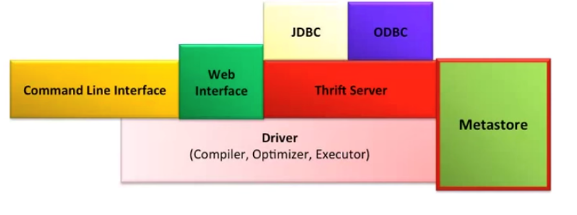 JDBC
ODBC
Command Line Interface
Web
Interface
Thrift Server
Metastore
Driver
(Compiler, Optimizer, Executor)